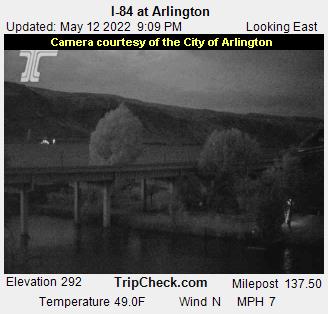 I-84 at Arlington
Updated: May 12 2022 9:09 PM Looking East
Camera courtesy of the City of Arlington
Elevation 292 TripCheck.com Milepost 137.50
Temperature 49.0F Wind N MPH 7